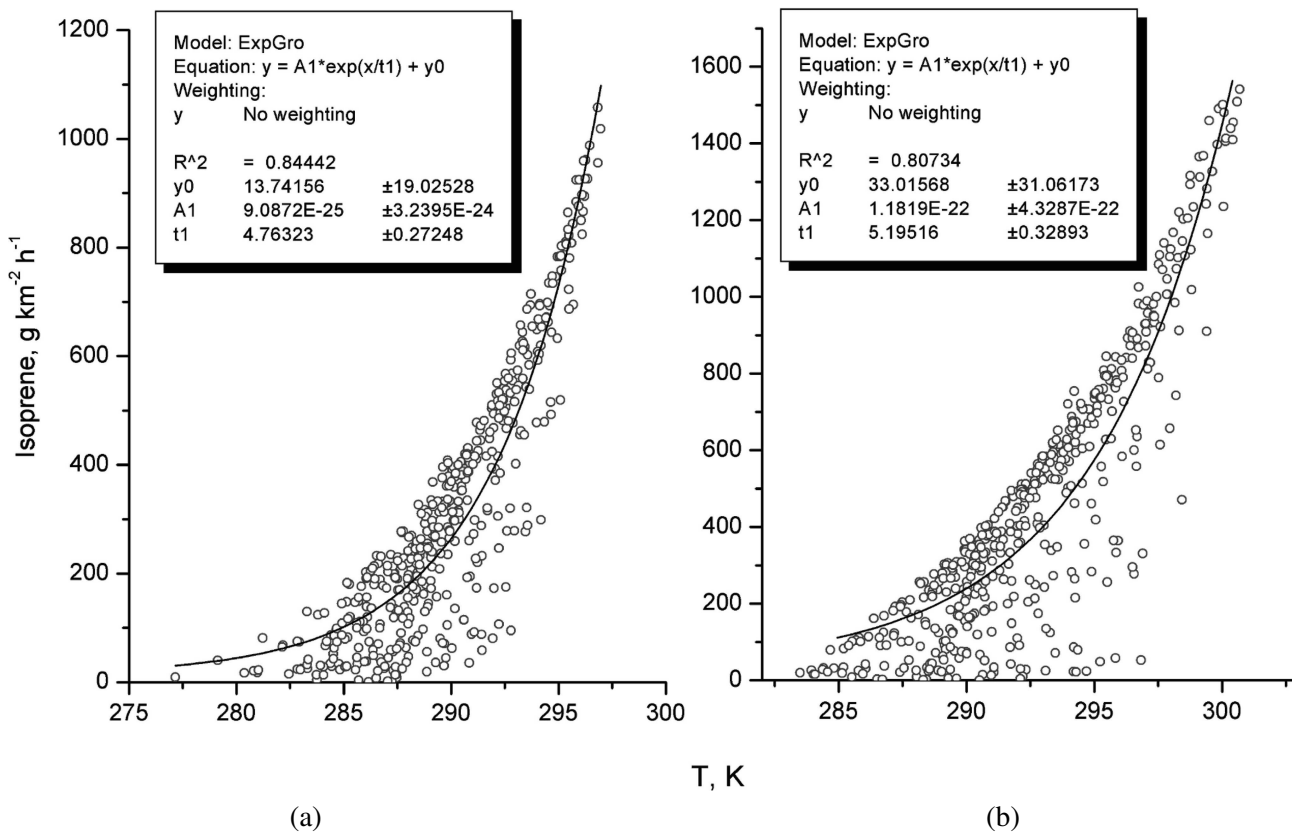 Model: ExpGro
Equation: y = A1*exp(x/t1) + y0
Weighting:
y No weighting
R^2 = 0.84442
y0 13.74156 ±19.02528
A1 9.0872E-25 ±3.2395E-24
t1 4.76323 ±0.27248
1200
1000
800
600
400
200
0
Isoprene, g km⁻² h⁻¹
275 280 285 290 295 300
Model: ExpGro
Equation: y = A1*exp(x/t1) + y0
Weighting:
y No weighting
R^2 = 0.80734
y0 33.01568 ±31.06173
A1 1.1819E-22 ±4.3287E-22
t1 5.19516 ±0.32893
1600
1400
1200
1000
800
600
400
200
0
285 290 295 300
T, K
(a) (b)